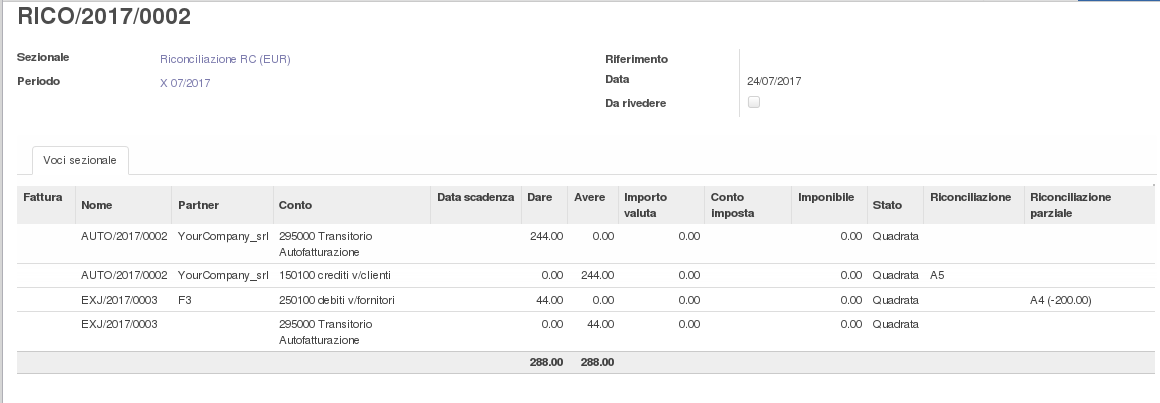 RICO/2017/0002
Sezionale Riconciliazione RC (EUR) Riferimento
Periodo X 07/2017 Data 24/07/2017
Da rivedere
Voci sezionale
Fattura Nome Partner Conto Data scadenza Dare Avere Importo valuta Conto imposta Imponibile Stato Riconciliazione Riconciliazione parziale
AUTO/2017/0002 YourCompany_srl 295000 Transitorio Autofatturazione 244.00 0.00 0.00 0.00 Quadrata
AUTO/2017/0002 YourCompany_srl 150100 crediti v/clienti 0.00 244.00 0.00 0.00 Quadrata A5
EXJ/2017/0003 F3 250100 debiti v/fornitori 44.00 0.00 0.00 0.00 Quadrata A4 (-200.00)
EXJ/2017/0003 295000 Transitorio Autofatturazione 0.00 44.00 0.00 0.00 Quadrata
288.00 288.00